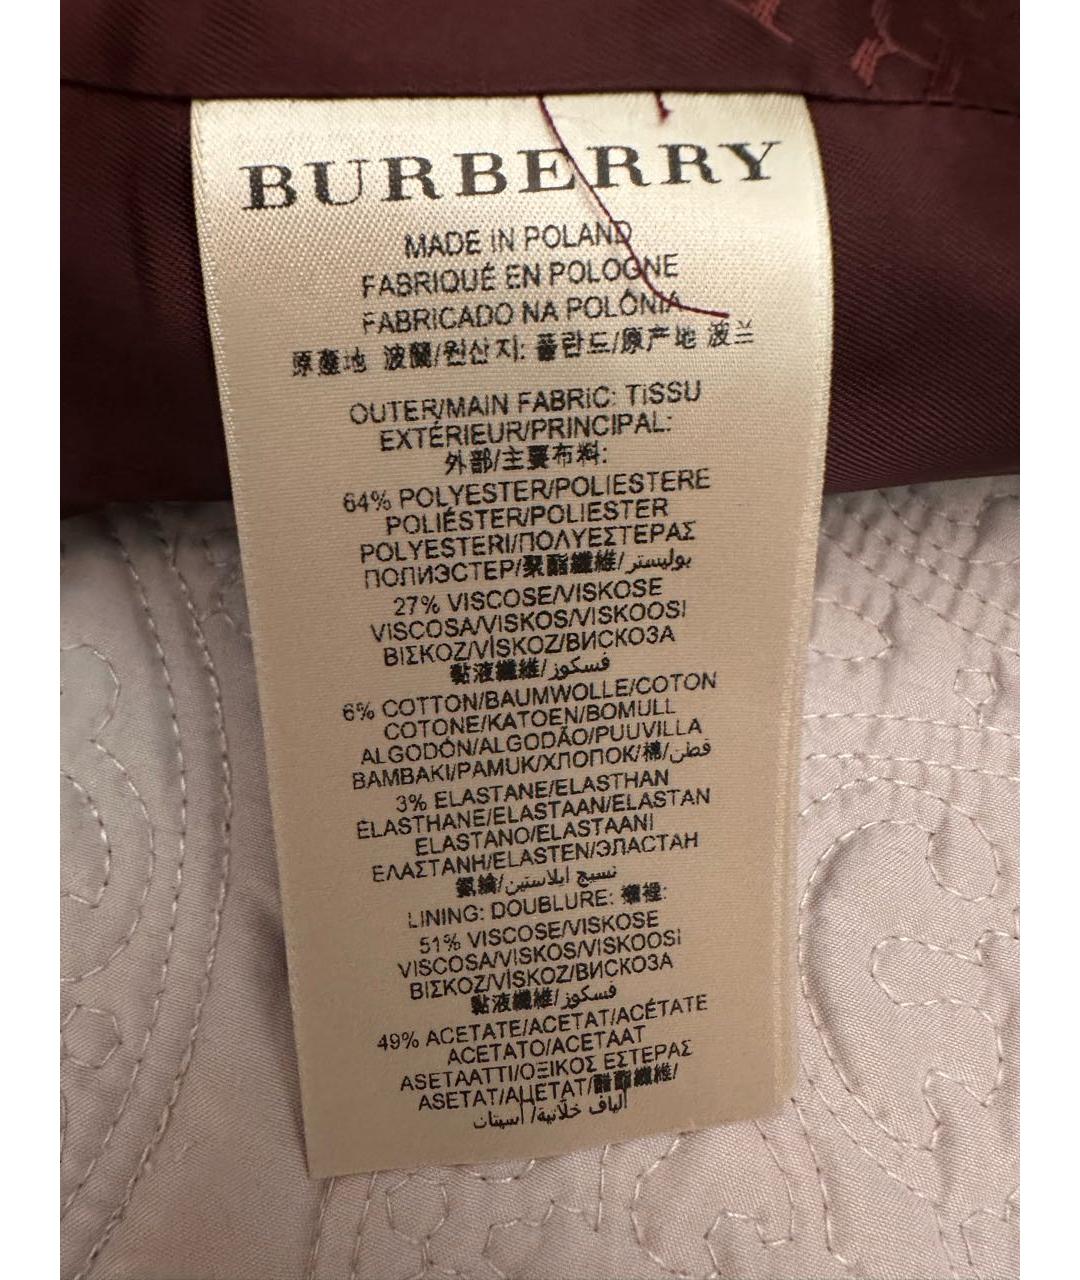 BURBERRY
MADE IN POLAND
FABRIQUÉ EN POLOGNE
FABRICADO NA POLÔNIA
原產地 波蘭/원산지: 폴란드/原产地 波兰
OUTER/MAIN FABRIC: TISSU
EXTÉRIEUR/PRINCIPAL:
外部/主要布料:
64% POLYESTER/POLIESTERE
POLIÉSTER/POLIESTER
POLYESTERI/ΠΟΛΥΕΣΤΕΡΑΣ
ПОЛИЭСТЕР/聚酯纖維/بوليستر
27% VISCOSE/VISKOSE
VISCOSA/VISKOS/VISKOOSI
ΒΙΣΚΟΖ/VİSKOZ/ВИСКОЗА
黏液纖維/فسكوز
6% COTTON/BAUMWOLLE/COTON
COTONE/KATOEN/BOMULL
ALGODÓN/ALGODÃO/PUUVILLA
BAMBAKI/PAMUK/ХЛОПОК/棉/قطن
3% ELASTANE/ELASTHAN
ÉLASTHANE/ELASTAAN/ELASTAN
ELASTANO/ELASTAANI
ΕΛΑΣΤΑΝΗ/ELASTEN/ЭЛАСТАН
氨綸/نسيج ايلاستين
LINING: DOUBLURE: 襯裡:
51% VISCOSE/VISKOSE
VISCOSA/VISKOS/VISKOOSI
ΒΙΣΚΟΖ/VİSKOZ/ВИСКОЗА
黏液纖維/فسكوز
49% ACETATE/ACETAT/ACÉTATE
ACETATO/ACETAAT
ASETAATTI/ΟΞΙΚΟΣ ΕΣΤΕΡΑΣ
ASETAT/АЦЕТАТ/醋酯纖維/
ألياف خلّانية/أسيتات